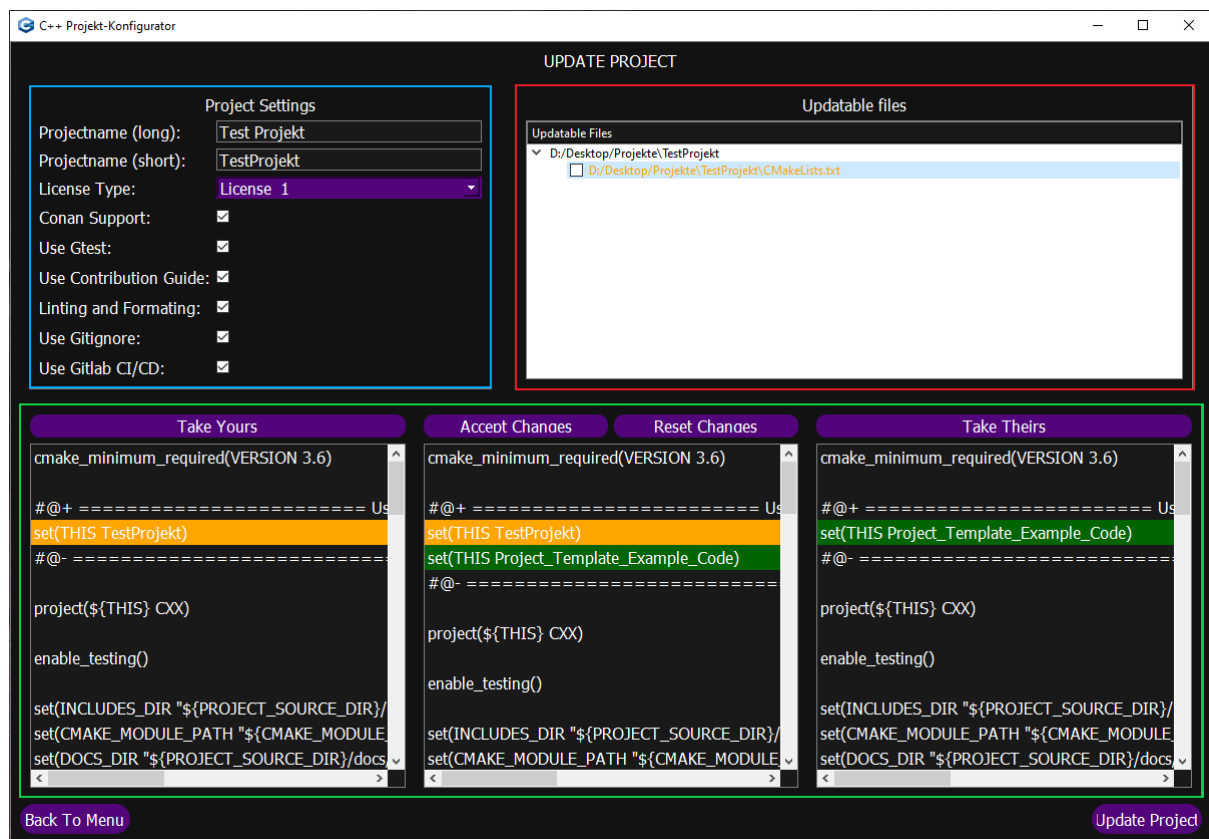 C++ Projekt-Konfigurator
UPDATE PROJECT
Project Settings
Projectname (long): Test Projekt
Projectname (short): TestProjekt
License Type: License 1
Conan Support:
Use Gtest:
Use Contribution Guide:
Linting and Formating:
Use Gitignore:
Use Gitlab CI/CD:
Updatable files
Updatable Files
D:/Desktop/Projekte\TestProjekt
D:/Desktop/Projekte\TestProjekt\CMakeLists.txt
Take Yours
cmake_minimum_required(VERSION 3.6)
#@+ ========================== Us
set(THIS TestProjekt)
#@- ===========================
project(${THIS} CXX)
enable_testing()
set(INCLUDES_DIR "${PROJECT_SOURCE_DIR}/
set(CMAKE_MODULE_PATH "${CMAKE_MODULE_
set(DOCS_DIR "${PROJECT_SOURCE_DIR}/docs/
Accept Changes
Reset Changes
cmake_minimum_required(VERSION 3.6)
#@+ ========================== Us
set(THIS TestProjekt)
set(THIS Project_Template_Example_Code)
#@- ===========================
project(${THIS} CXX)
enable_testing()
set(INCLUDES_DIR "${PROJECT_SOURCE_DIR}/
set(CMAKE_MODULE_PATH "${CMAKE_MODULE_
Take Theirs
cmake_minimum_required(VERSION 3.6)
#@+ ========================== Us
set(THIS Project_Template_Example_Code)
#@- ===========================
project(${THIS} CXX)
enable_testing()
set(INCLUDES_DIR "${PROJECT_SOURCE_DIR}/
set(CMAKE_MODULE_PATH "${CMAKE_MODULE_
set(DOCS_DIR "${PROJECT_SOURCE_DIR}/docs/
Back To Menu
Update Project